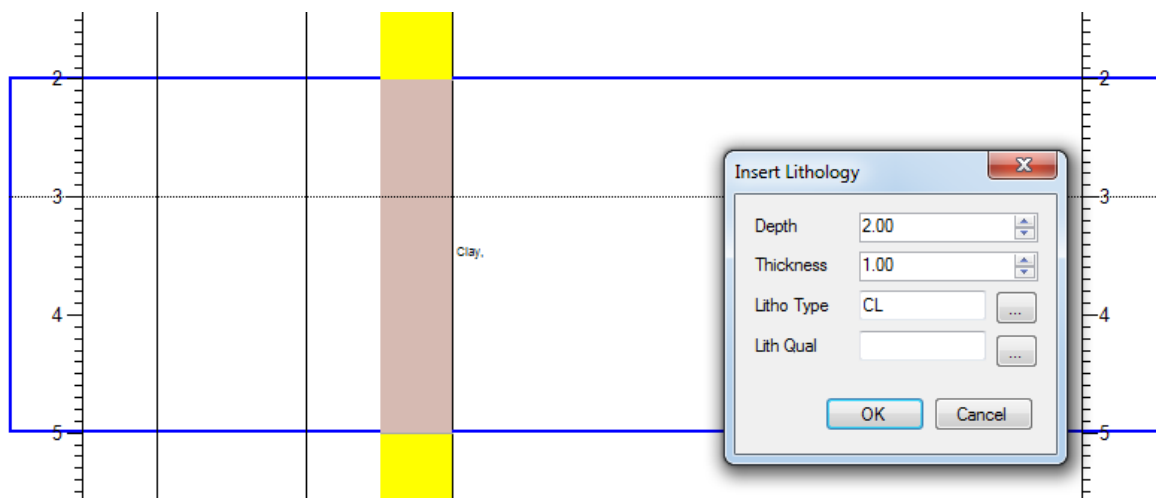 2
3
4
5
Clay,
Insert Lithology
Depth 2.00
Thickness 1.00
Litho Type CL ...
Lith Qual ...
OK Cancel
2
3
4
5